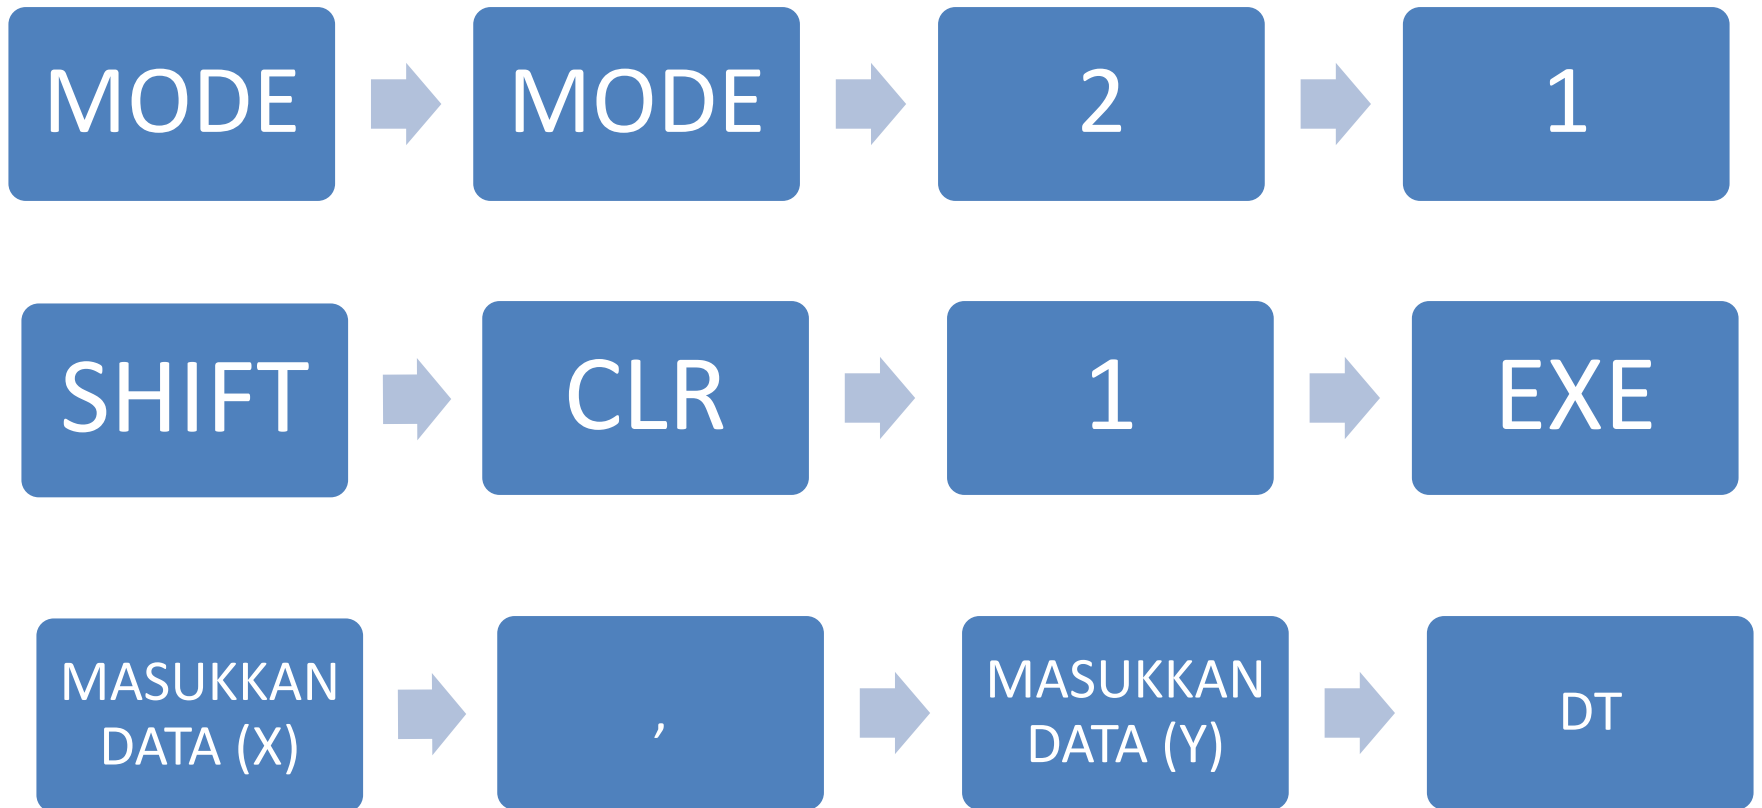 MODE
MODE
2
1
SHIFT
CLR
1
EXE
MASUKKAN
DATA (X)
,
MASUKKAN
DATA (Y)
DT